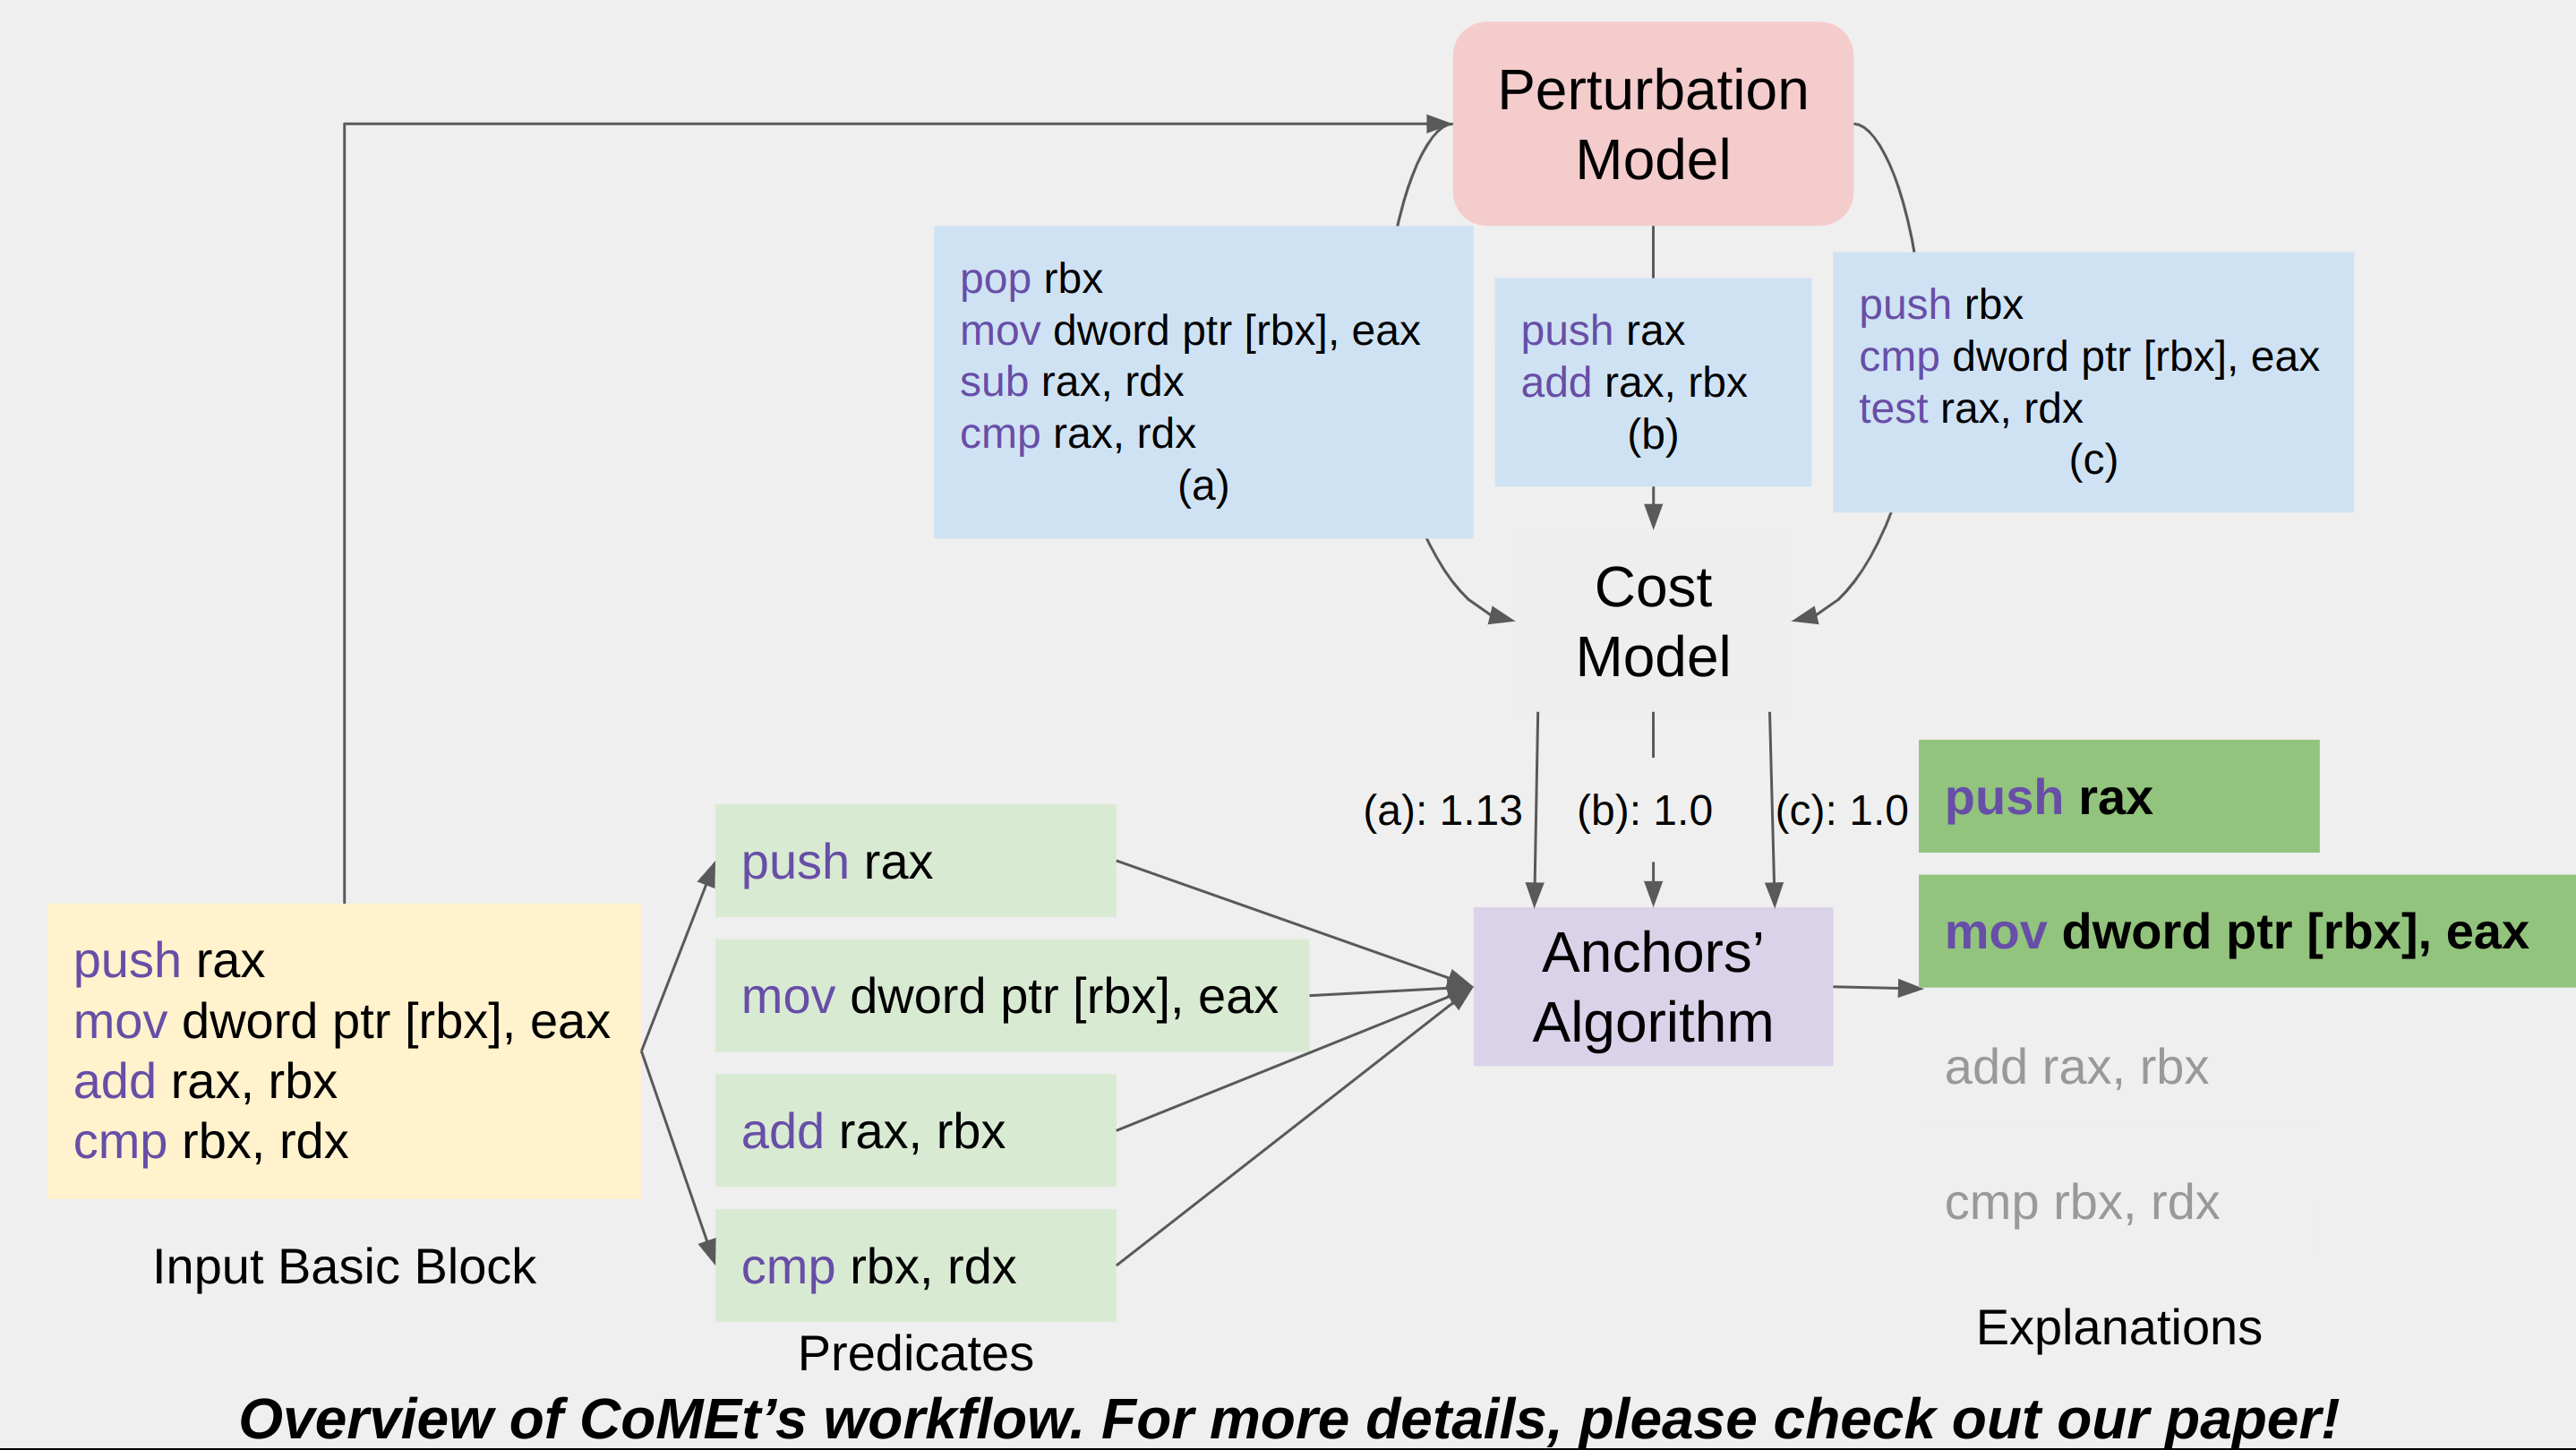 Perturbation
Model
pop rbx
mov dword ptr [rbx], eax
sub rax, rdx
cmp rax, rdx
(a)
push rax
add rax, rbx
(b)
push rbx
cmp dword ptr [rbx], eax
test rax, rdx
(c)
Cost
Model
(a): 1.13
(b): 1.0
(c): 1.0
push rax
mov dword ptr [rbx], eax
add rax, rbx
cmp rbx, rdx
Input Basic Block
push rax
mov dword ptr [rbx], eax
add rax, rbx
cmp rbx, rdx
Predicates
Anchors’
Algorithm
push rax
mov dword ptr [rbx], eax
add rax, rbx
cmp rbx, rdx
Explanations
Overview of CoMEt’s workflow. For more details, please check out our paper!